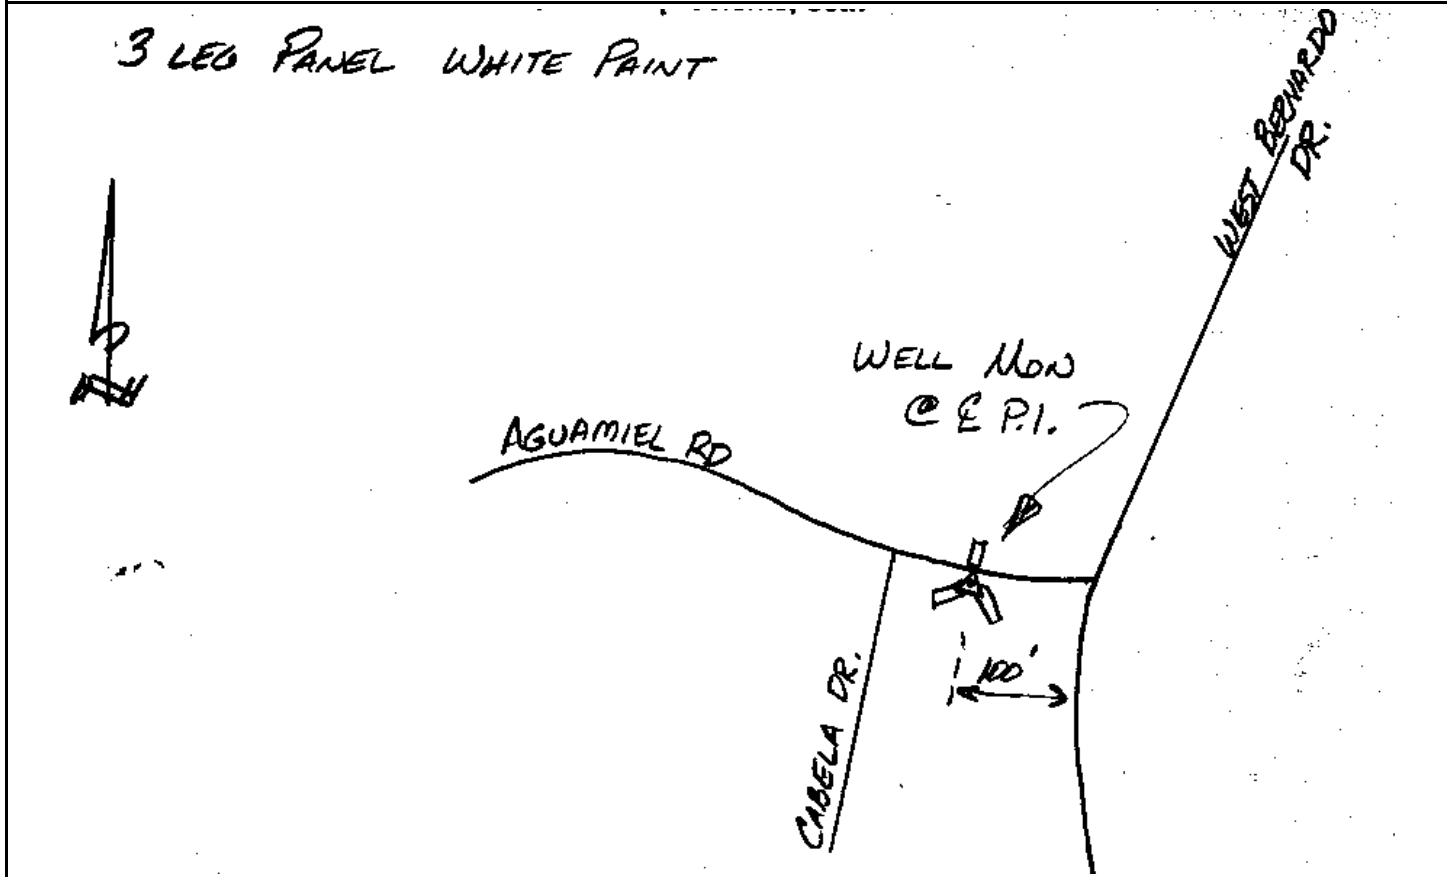 3 LEG PANEL WHITE PAINT
WEST BERNARDO
DR.
N
WELL MON
@ ℄ P.I.
AGUAMIEL RD
100'
CABELA DR.